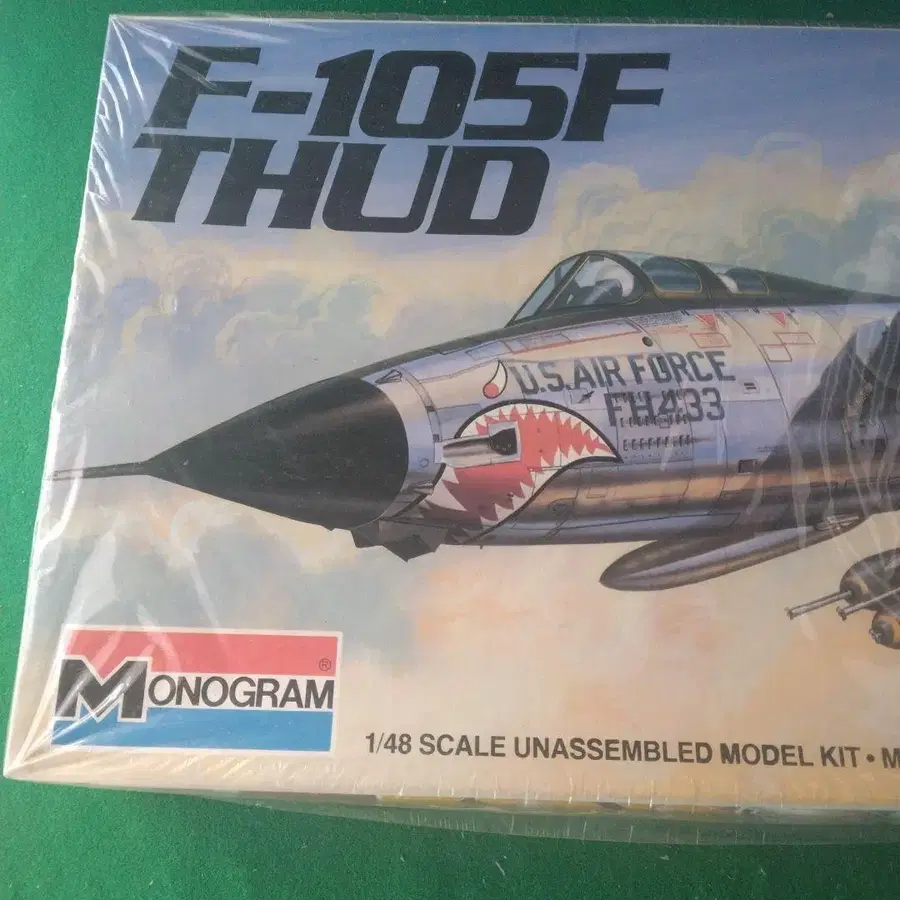 F-105F
THUD
U.S. AIR FORCE
FH433
MONOGRAM®
1/48 SCALE UNASSEMBLED MODEL KIT • M